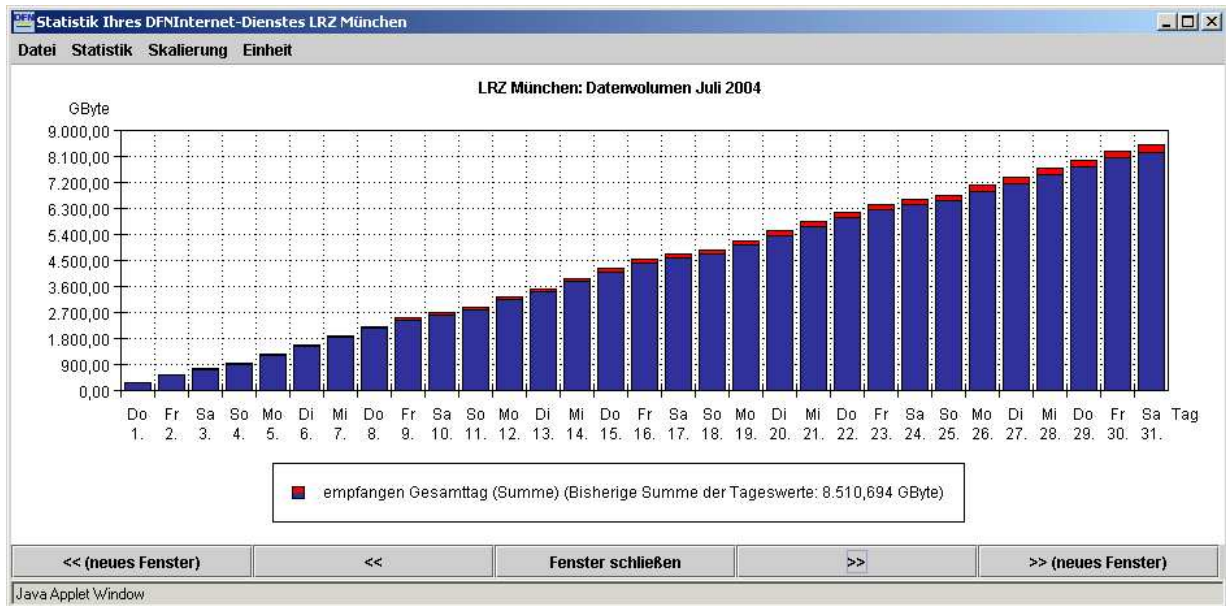 DFN Statistik Ihres DFNInternet-Dienstes LRZ München
Datei Statistik Skalierung Einheit
LRZ München: Datenvolumen Juli 2004
GByte
9.000,00
8.100,00
7.200,00
6.300,00
5.400,00
4.500,00
3.600,00
2.700,00
1.800,00
900,00
0,00
Do Fr Sa So Mo Di Mi Do Fr Sa So Mo Di Mi Do Fr Sa So Mo Di Mi Do Fr Sa So Mo Di Mi Do Fr Sa Tag
1. 2. 3. 4. 5. 6. 7. 8. 9. 10. 11. 12. 13. 14. 15. 16. 17. 18. 19. 20. 21. 22. 23. 24. 25. 26. 27. 28. 29. 30. 31.
empfangen Gesamttag (Summe) (Bisherige Summe der Tageswerte: 8.510,694 GByte)
<< (neues Fenster) << Fenster schließen >> >> (neues Fenster)
Java Applet Window